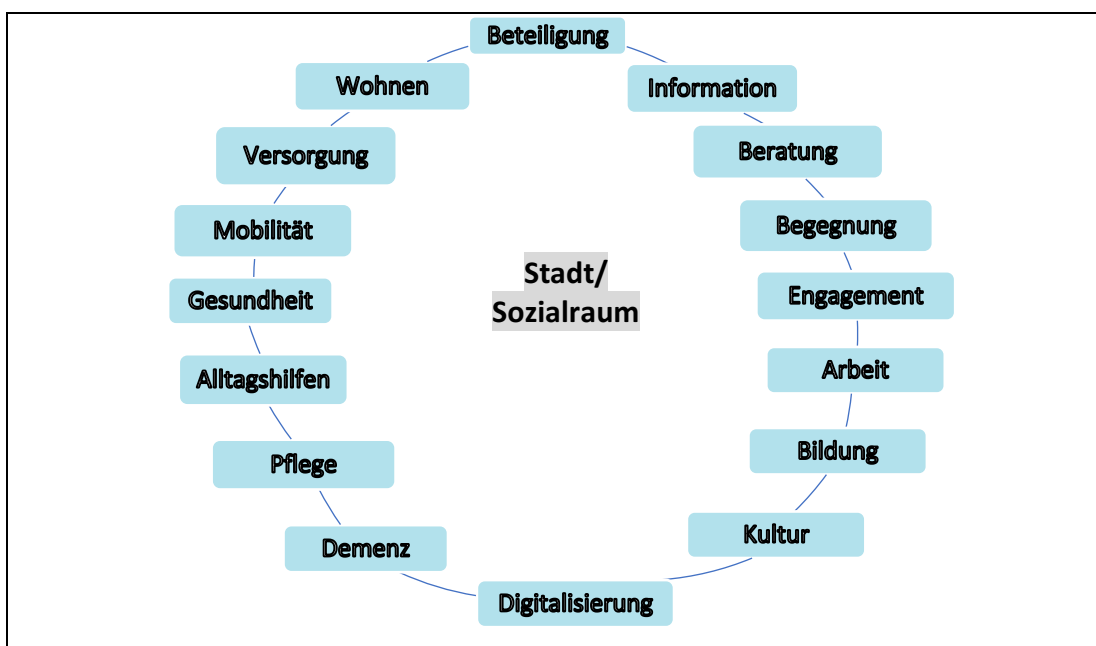 Beteiligung
Wohnen
Information
Versorgung
Beratung
Mobilität
Begegnung
Stadt/
Sozialraum
Gesundheit
Engagement
Alltagshilfen
Arbeit
Pflege
Bildung
Demenz
Kultur
Digitalisierung